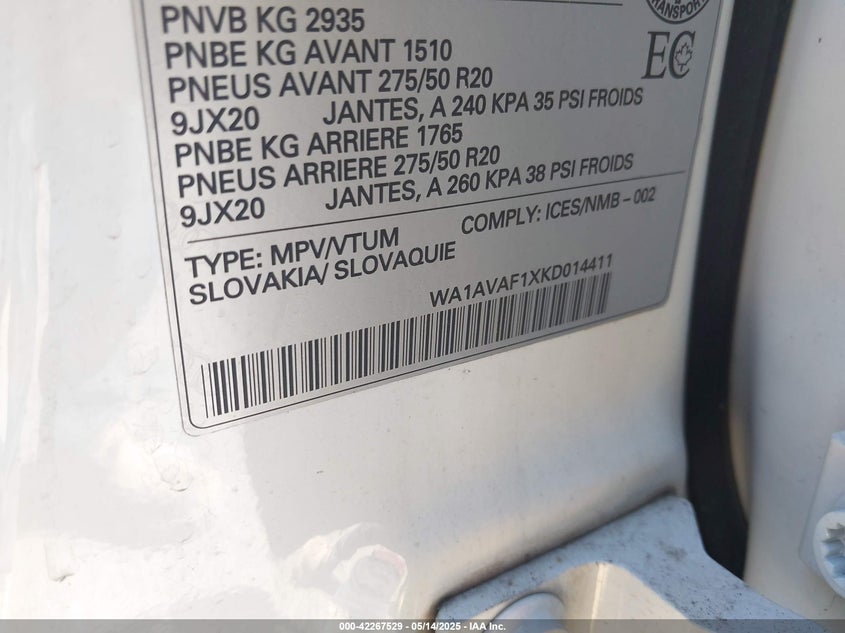 TRANSPORT
PNVB KG 2935
PNBE KG AVANT 1510
PNEUS AVANT 275/50 R20
9JX20 JANTES, A 240 KPA 35 PSI FROIDS
PNBE KG ARRIERE 1765
PNEUS ARRIERE 275/50 R20
9JX20 JANTES, A 260 KPA 38 PSI FROIDS
EC
TYPE: MPV/VTUM COMPLY: ICES/NMB-002
SLOVAKIA/ SLOVAQUIE
WA1AVAF1XKD014411
000-42267529 - 05/14/2025 - IAA Inc.